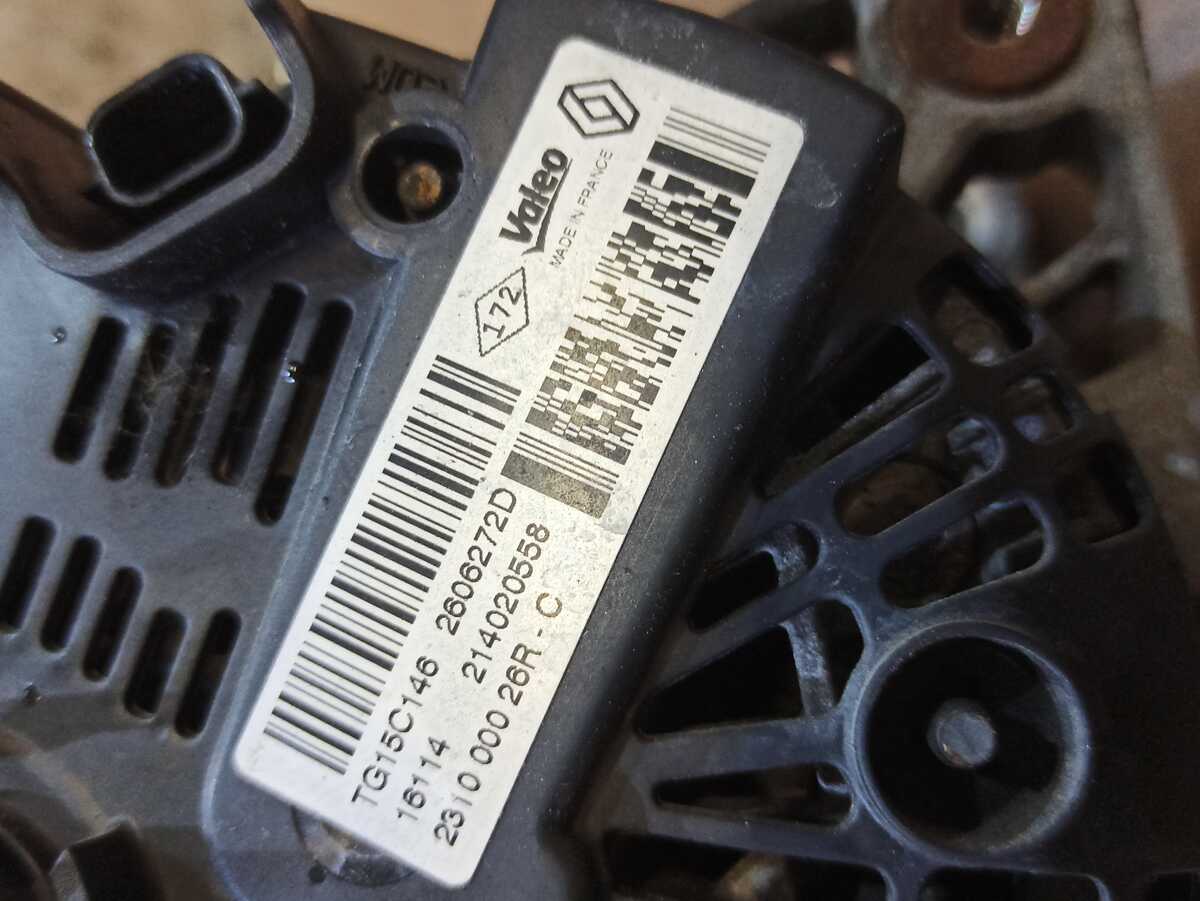 Valeo
MADE IN FRANCE
172
TG15C146 2606272D
16114 214020558
2310 000 26R - C